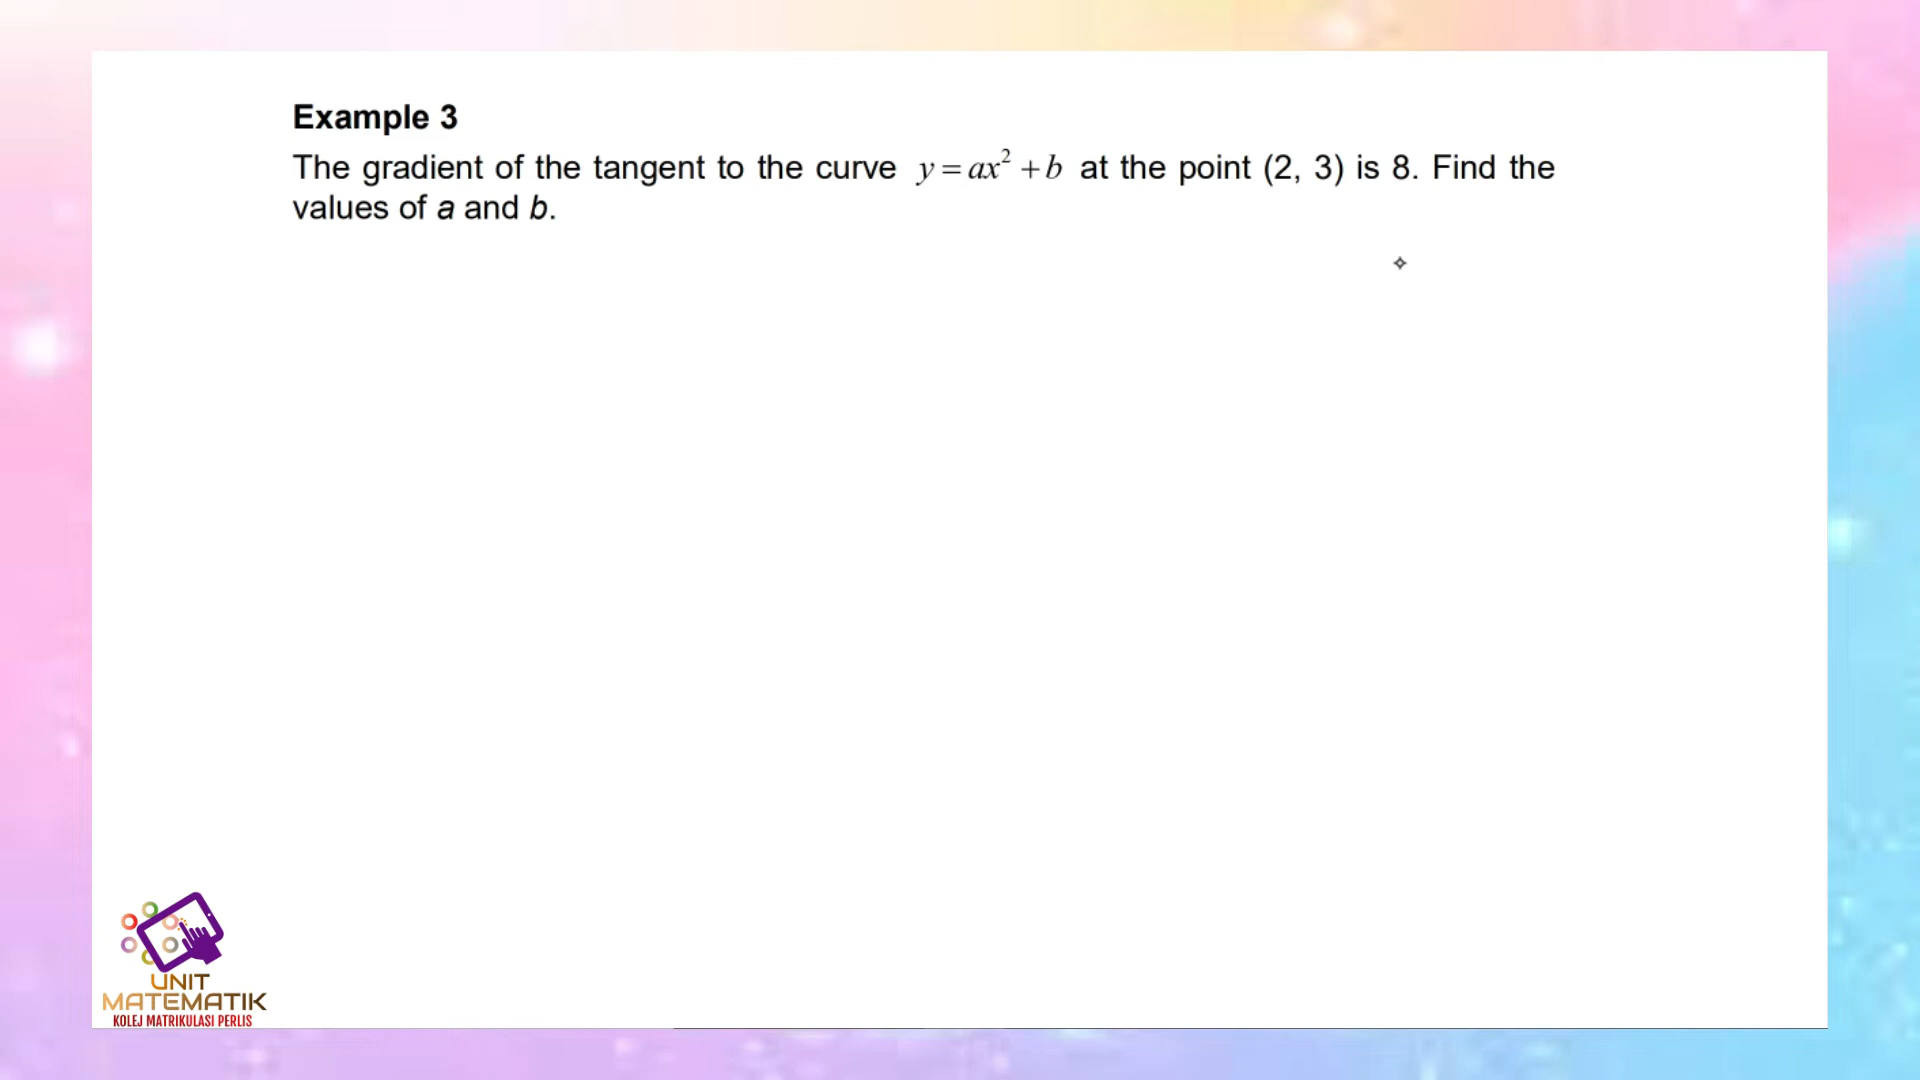 Example 3
The gradient of the tangent to the curve y = ax² + b at the point (2, 3) is 8. Find the
values of a and b.
UNIT
MATEMATIK
KOLEJ MATRIKULASI PERLIS